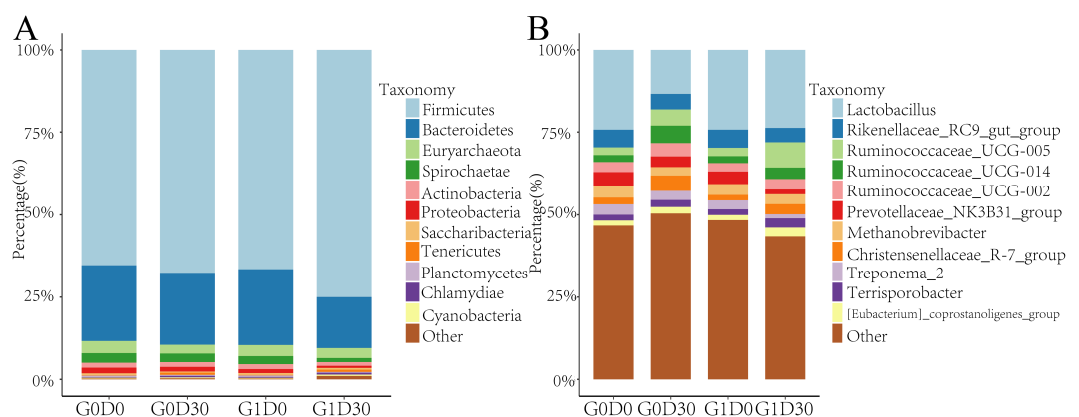 A
100%
75%
50%
25%
0%
Percentage(%)
G0D0 G0D30 G1D0 G1D30
Taxonomy
Firmicutes
Bacteroidetes
Euryarchaeota
Spirochaetae
Actinobacteria
Proteobacteria
Saccharibacteria
Tenericutes
Planctomycetes
Chlamydiae
Cyanobacteria
Other
B
100%
75%
50%
25%
0%
Percentage(%)
G0D0 G0D30 G1D0 G1D30
Taxonomy
Lactobacillus
Rikenellaceae_RC9_gut_group
Ruminococcaceae_UCG-005
Ruminococcaceae_UCG-014
Ruminococcaceae_UCG-002
Prevotellaceae_NK3B31_group
Methanobrevibacter
Christensenellaceae_R-7_group
Treponema_2
Terrisporobacter
[Eubacterium]_coprostanoligenes_group
Other